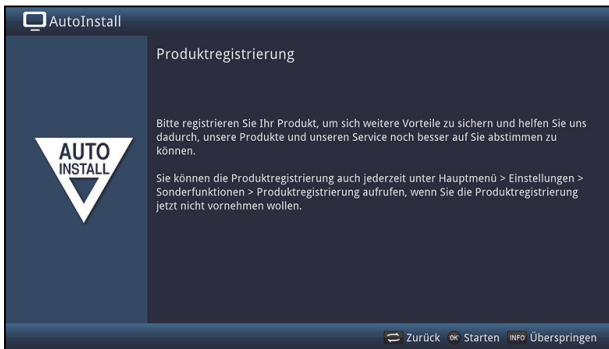 AutoInstall
Produktregistrierung
Bitte registrieren Sie Ihr Produkt, um sich weitere Vorteile zu sichern und helfen Sie uns
dadurch, unsere Produkte und unseren Service noch besser auf Sie abstimmen zu
können.
Sie können die Produktregistrierung auch jederzeit unter Hauptmenü > Einstellungen >
Sonderfunktionen > Produktregistrierung aufrufen, wenn Sie die Produktregistrierung
jetzt nicht vornehmen wollen.
AUTO
INSTALL
Zurück OK Starten INFO Überspringen